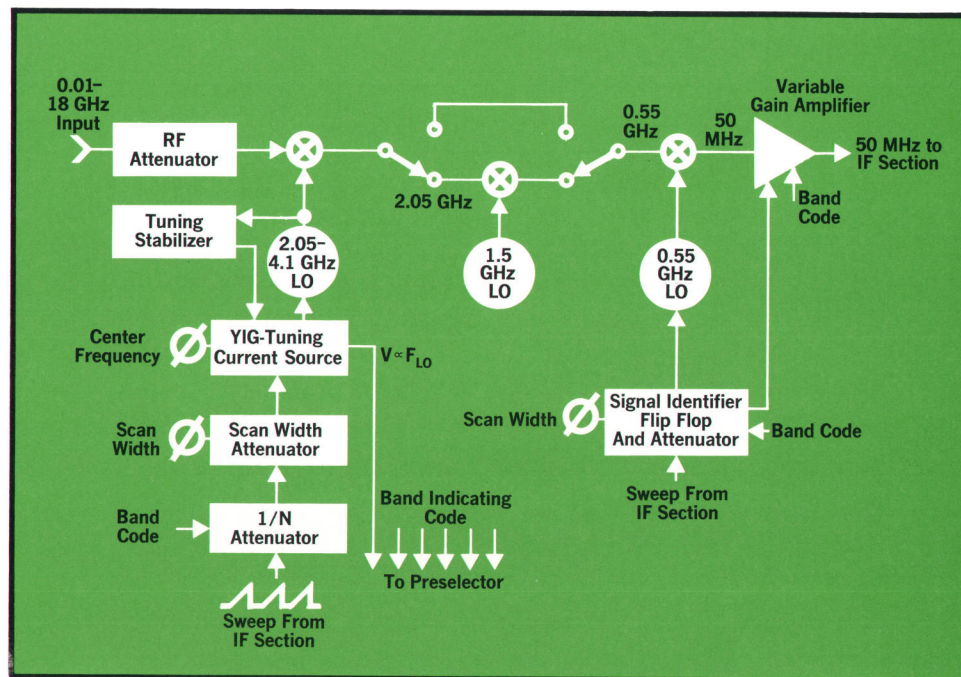 0.01–
18 GHz
Input
RF
Attenuator
2.05 GHz
0.55
GHz
50
MHz
Variable
Gain Amplifier
50 MHz to
IF Section
Band
Code
Tuning
Stabilizer
2.05–
4.1 GHz
LO
1.5
GHz
LO
0.55
GHz
LO
Center
Frequency
YIG-Tuning
Current Source
V∝F_LO
Scan
Width
Scan Width
Attenuator
Scan Width
Signal Identifier
Flip Flop
And Attenuator
Band Code
Sweep From
IF Section
Band
Code
1/N
Attenuator
Band Indicating
Code
To Preselector
Sweep From
IF Section